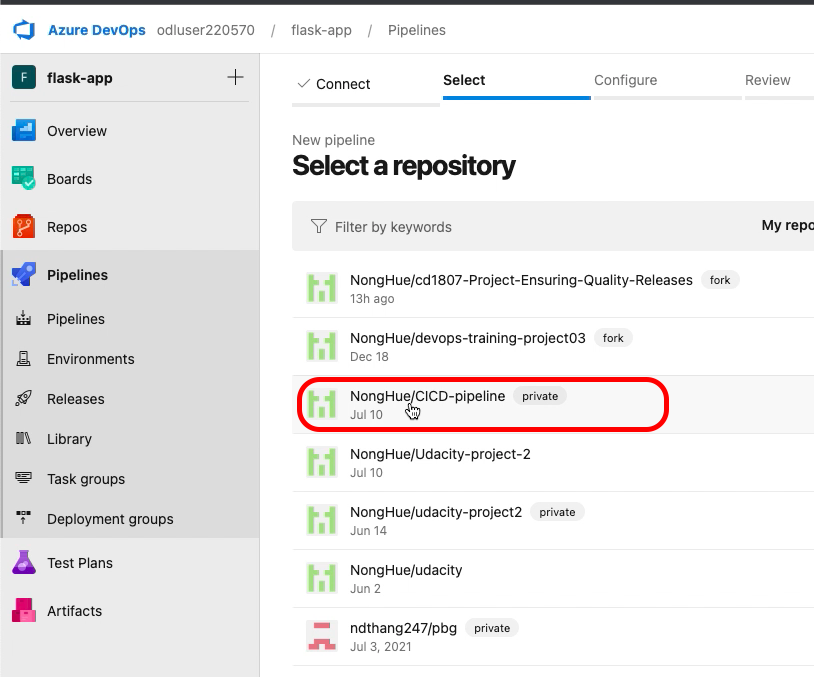 Azure DevOps odluser220570 / flask-app / Pipelines
F flask-app
Connect Select Configure Review
Overview
Boards
Repos
Pipelines
Pipelines
Environments
Releases
Library
Task groups
Deployment groups
Test Plans
Artifacts
New pipeline
Select a repository
Filter by keywords My repo
NongHue/cd1807-Project-Ensuring-Quality-Releases fork
13h ago
NongHue/devops-training-project03 fork
Dec 18
NongHue/CICD-pipeline private
Jul 10
NongHue/Udacity-project-2
Jul 10
NongHue/udacity-project2 private
Jun 14
NongHue/udacity
Jun 2
ndthang247/pbg private
Jul 3, 2021